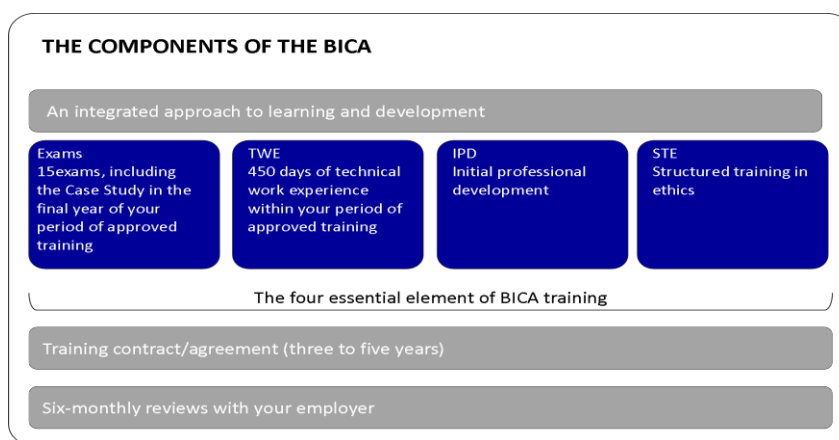 THE COMPONENTS OF THE BICA
An integrated approach to learning and development
Exams
15exams, including
the Case Study in the
final year of your
period of approved
training
TWE
450 days of technical
work experience
within your period of
approved training
IPD
Initial professional
development
STE
Structured training in
ethics
The four essential element of BICA training
Training contract/agreement (three to five years)
Six-monthly reviews with your employer